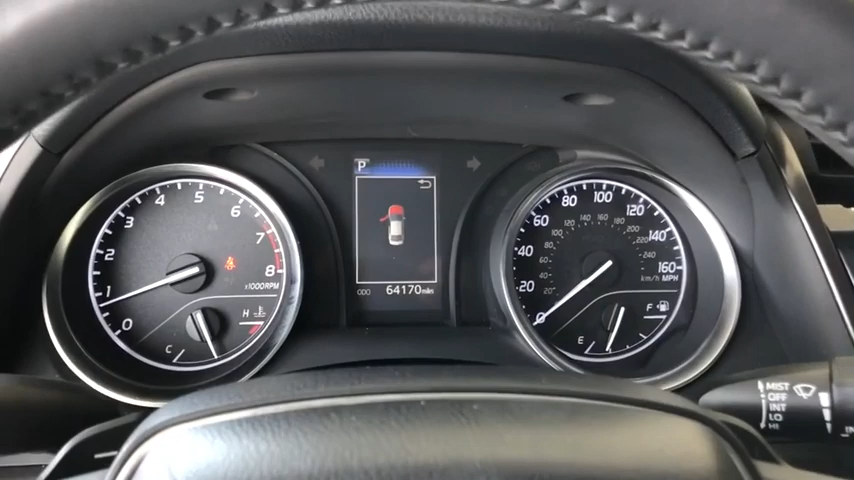 P
ODO 64170 miles
0 1 2 3 4 5 6 7 8
x1000RPM
H
C
0 20 40 60 80 100 120 140 160
20 40 60 80 100 120 140 160 180 200 220 240
km/h MPH
F
E
MIST
OFF
INT
LO
HI
IN